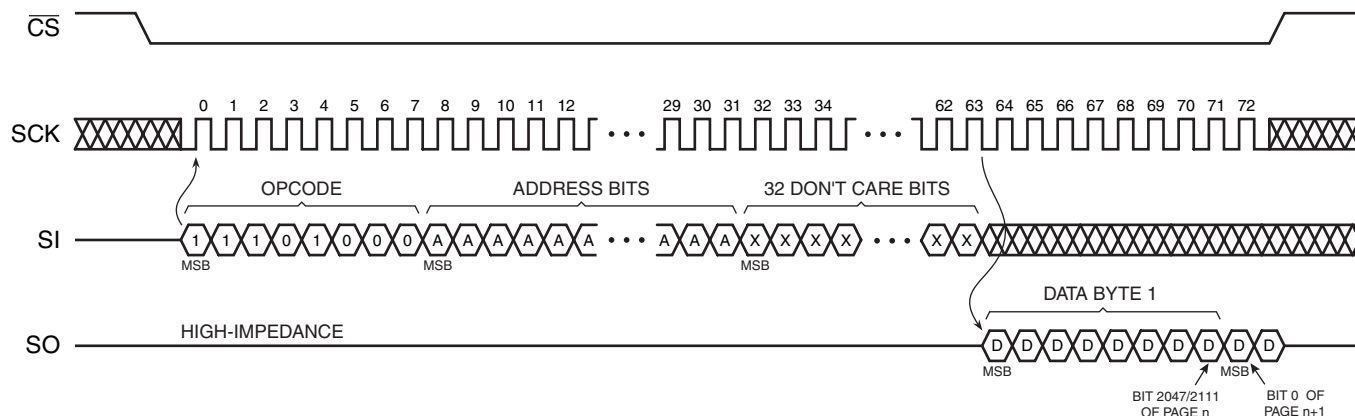 CS
SCK
0 1 2 3 4 5 6 7 8 9 10 11 12 29 30 31 32 33 34 62 63 64 65 66 67 68 69 70 71 72
OPCODE ADDRESS BITS 32 DON'T CARE BITS
SI 1 1 1 0 1 0 0 0 A A A A A A A A A X X X X X X
MSB MSB MSB
DATA BYTE 1
HIGH-IMPEDANCE
SO D D D D D D D D D D
MSB MSB
BIT 2047/2111
OF PAGE n
BIT 0 OF
PAGE n+1